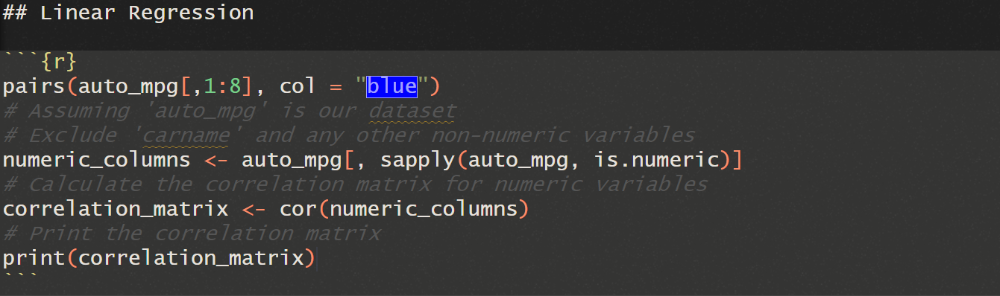 ## Linear Regression
```{r}
pairs(auto_mpg[,1:8], col = "blue")
# Assuming 'auto_mpg' is our dataset
# Exclude 'carname' and any other non-numeric variables
numeric_columns <- auto_mpg[, sapply(auto_mpg, is.numeric)]
# Calculate the correlation matrix for numeric variables
correlation_matrix <- cor(numeric_columns)
# Print the correlation matrix
print(correlation_matrix)
```